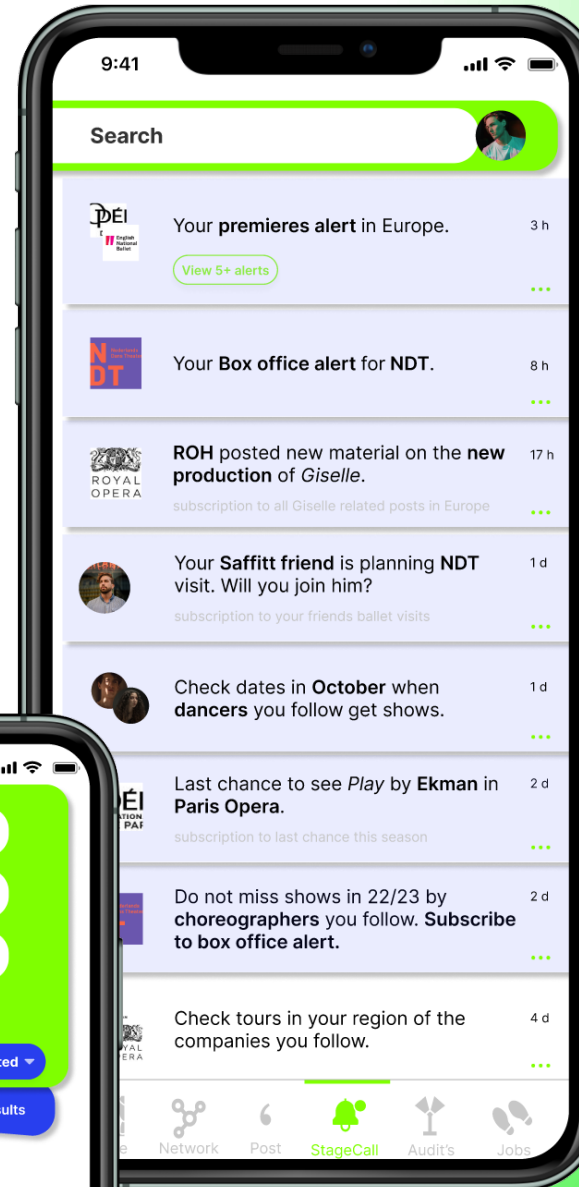 9:41
Search
Your premieres alert in Europe.
3 h
View 5+ alerts
English
National
Ballet
Your Box office alert for NDT.
8 h
NDT
ROH posted new material on the new
production of Giselle.
17 h
subscription to all Giselle related posts in Europe
ROYAL
OPERA
Your Saffitt friend is planning NDT
visit. Will you join him?
1 d
subscription to your friends ballet visits
Check dates in October when
dancers you follow get shows.
1 d
Last chance to see Play by Ekman in
Paris Opera.
2 d
subscription to last chance this season
Do not miss shows in 22/23 by
choreographers you follow. Subscribe
to box office alert.
2 d
Check tours in your region of the
companies you follow.
4 d
Network
Post
StageCall
Audit's
Jobs